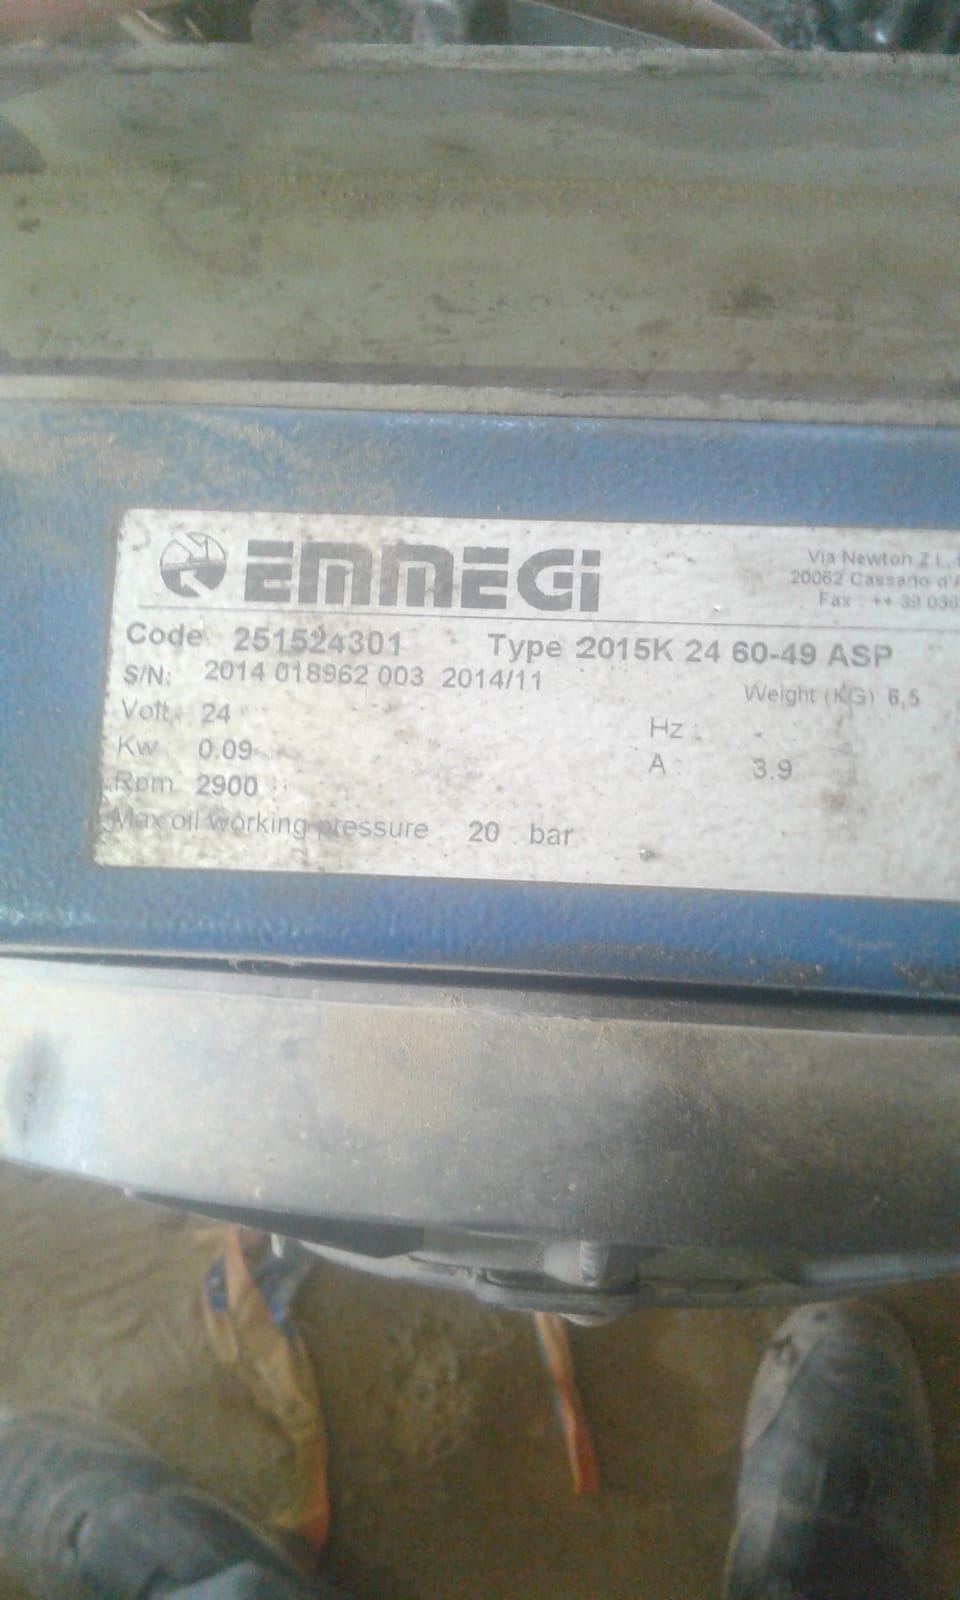 EMMEGi
Via Newton Z.I.
20062 Cassano d'A
Fax : ++ 39 036
Code 251524301 Type 2015K 24 60-49 ASP
S/N: 2014 018962 003 2014/11 Weight (KG) 6,5
Volt 24 Hz : -
Kw 0.09 A : 3.9
Rpm 2900
Max oil working pressure 20 bar